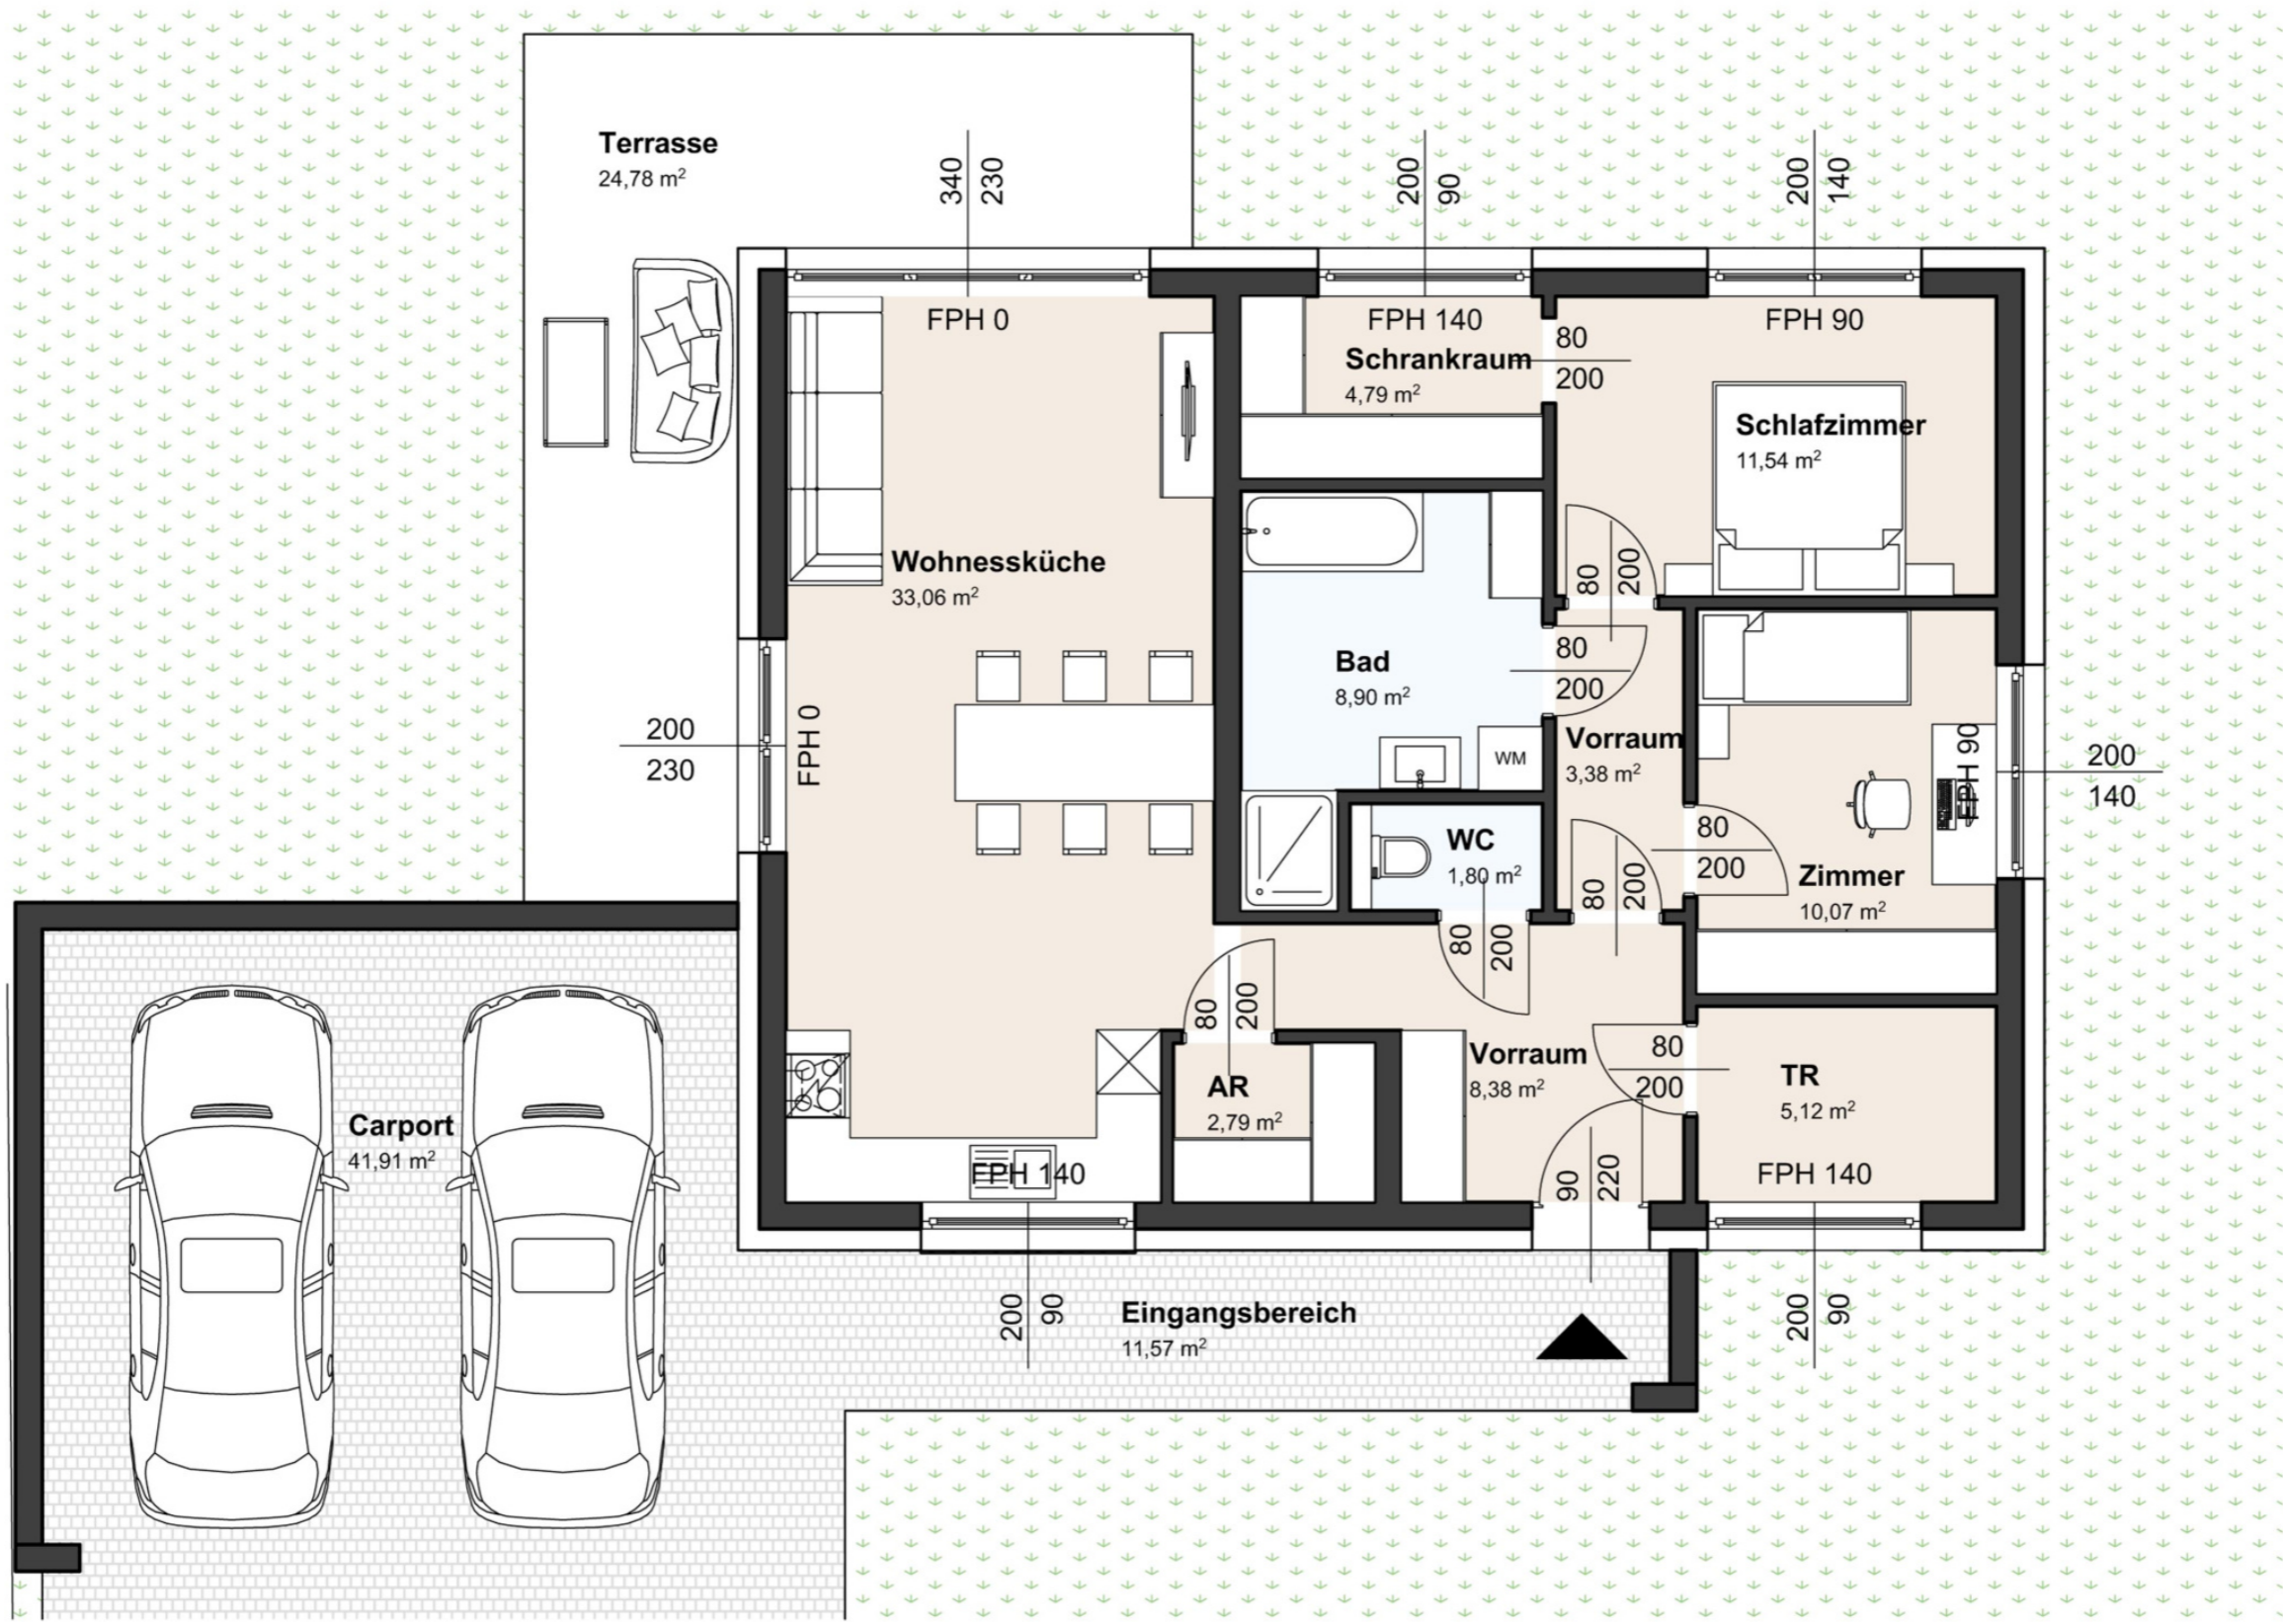 Terrasse
24,78 m²
340
230
200
90
200
140
FPH 0
FPH 140
FPH 90
Schrankraum
4,79 m²
80
200
Schlafzimmer
11,54 m²
Wohnessküche
33,06 m²
80
200
Bad
8,90 m²
80
200
WM
Vorraum
3,38 m²
200
230
FPH 0
FPH 90
200
140
WC
1,80 m²
80
200
80
200
Zimmer
10,07 m²
80
200
80
200
AR
2,79 m²
Vorraum
8,38 m²
80
200
TR
5,12 m²
Carport
41,91 m²
FPH 140
90
220
FPH 140
200
90
Eingangsbereich
11,57 m²
200
90